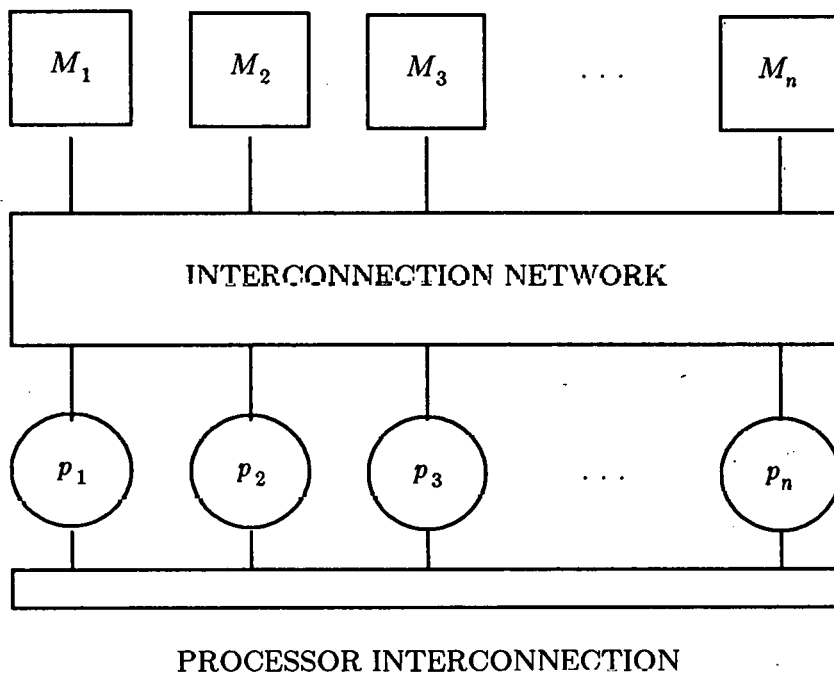 M₁ M₂ M₃ . . . Mₙ
INTERCONNECTION NETWORK
p₁ p₂ p₃ . . . pₙ
PROCESSOR INTERCONNECTION